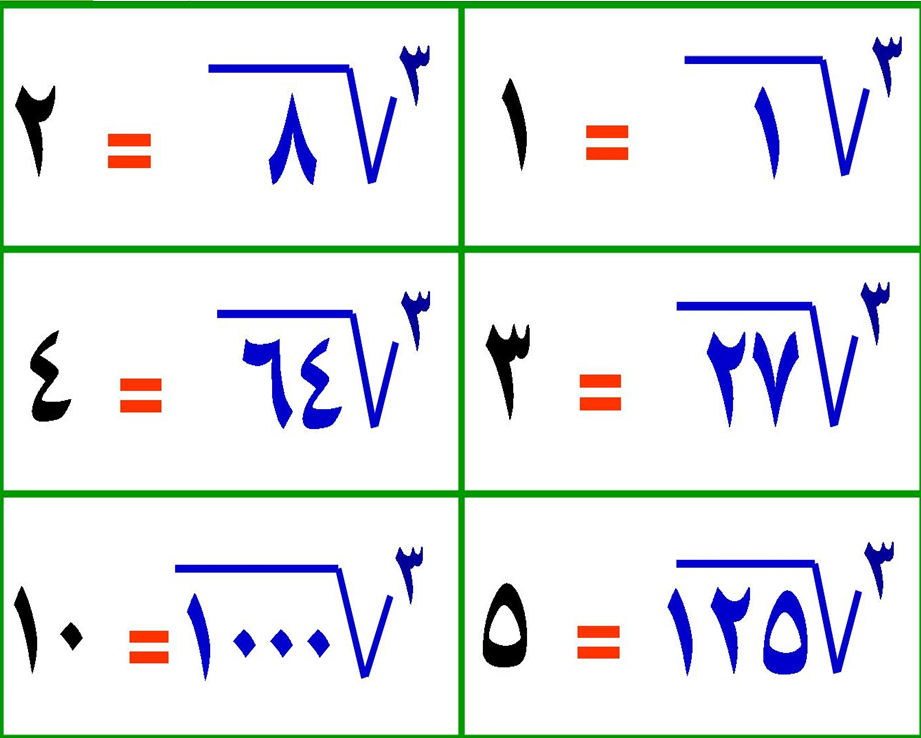 ٣√١ = ١
٣√٨ = ٢
٣√٢٧ = ٣
٣√٦٤ = ٤
٣√١٢٥ = ٥
٣√١٠٠٠ = ١٠